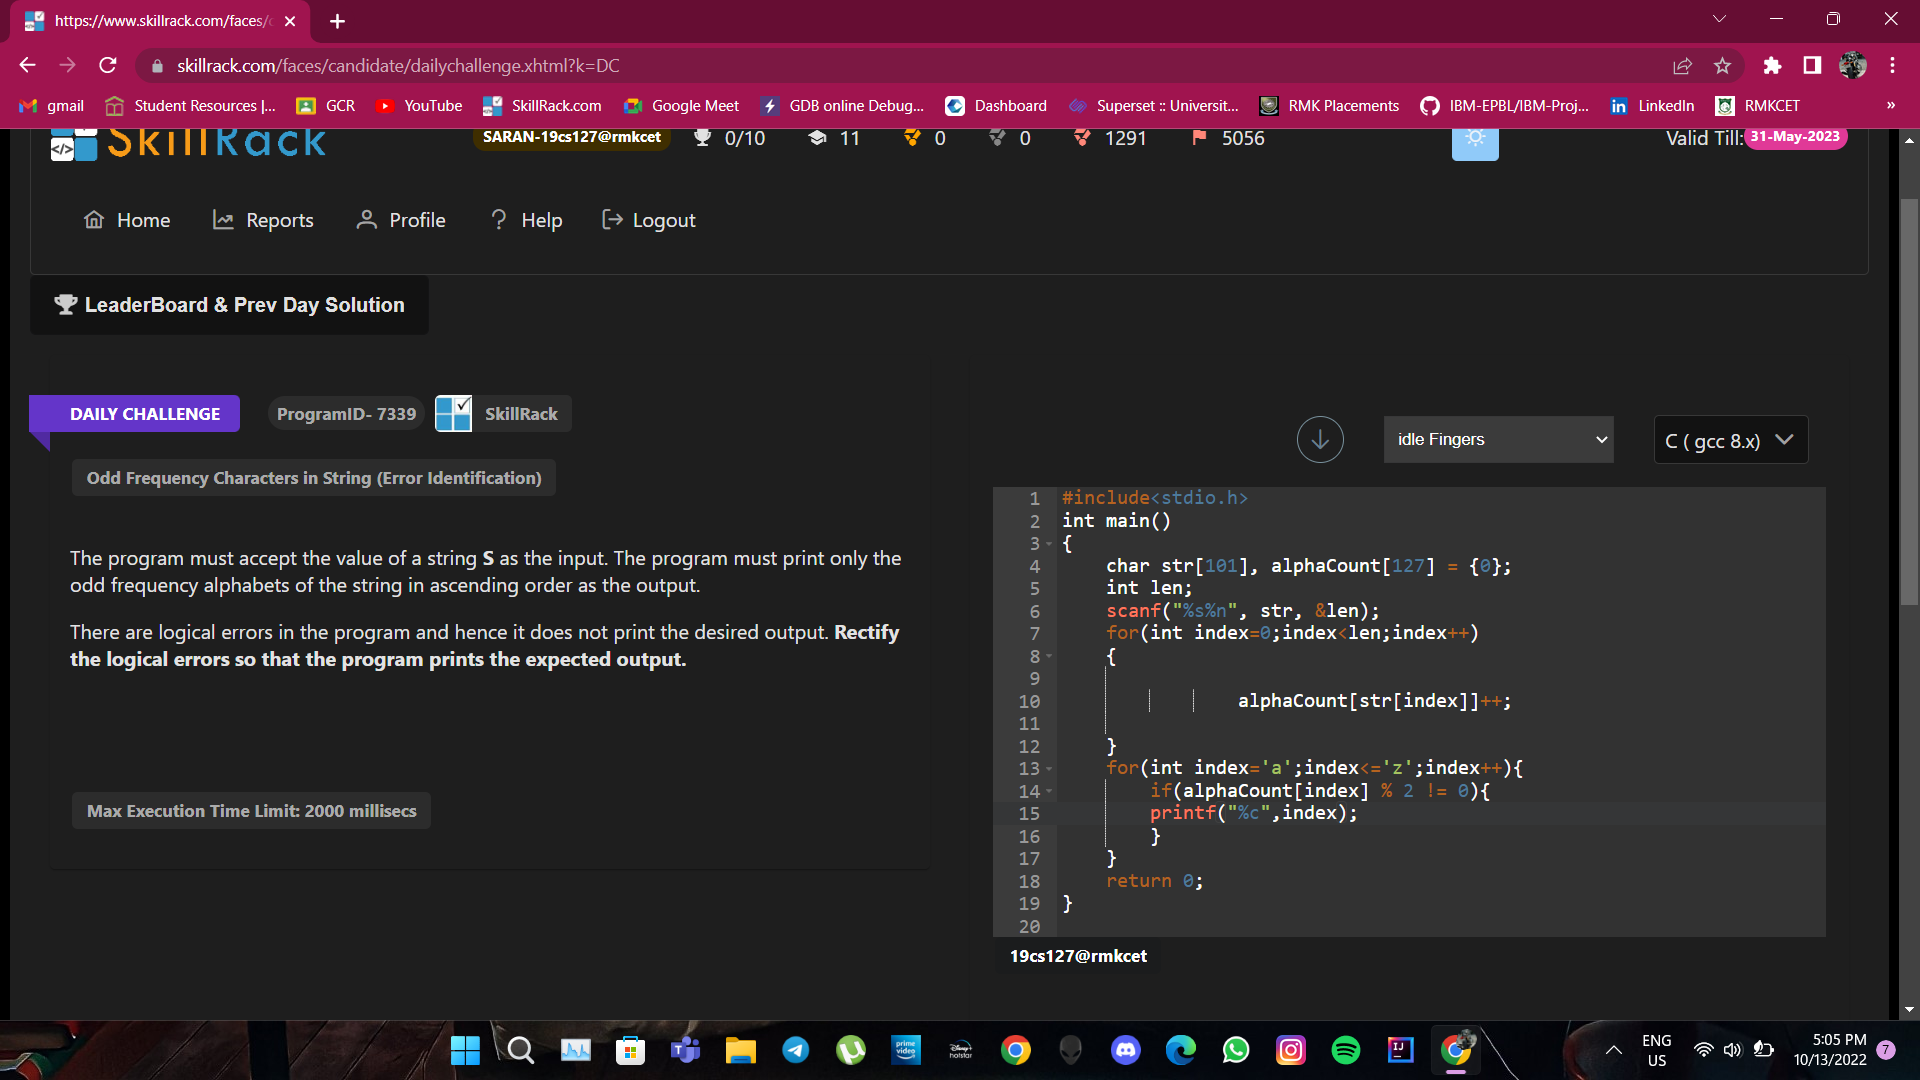 https://www.skillrack.com/faces/c
skillrack.com/faces/candidate/dailychallenge.xhtml?k=DC
gmail
Student Resources |...
GCR
YouTube
SkillRack.com
Google Meet
GDB online Debug...
Dashboard
Superset :: Universit...
RMK Placements
IBM-EPBL/IBM-Proj...
LinkedIn
RMKCET
»
</>
SkillRack
SARAN-19cs127@rmkcet
0/10
11
0
0
1291
5056
Valid Till: 31-May-2023
Home
Reports
Profile
Help
Logout
LeaderBoard & Prev Day Solution
DAILY CHALLENGE
ProgramID- 7339
SkillRack
Odd Frequency Characters in String (Error Identification)
The program must accept the value of a string S as the input. The program must print only the
odd frequency alphabets of the string in ascending order as the output.
There are logical errors in the program and hence it does not print the desired output. Rectify
the logical errors so that the program prints the expected output.
Max Execution Time Limit: 2000 millisecs
idle Fingers
C ( gcc 8.x)
1 #include<stdio.h>
2 int main()
3 {
4 char str[101], alphaCount[127] = {0};
5 int len;
6 scanf("%s%n", str, &len);
7 for(int index=0;index<len;index++)
8 {
9
10 alphaCount[str[index]]++;
11
12 }
13 for(int index='a';index<='z';index++){
14 if(alphaCount[index] % 2 != 0){
15 printf("%c",index);
16 }
17 }
18 return 0;
19 }
20
19cs127@rmkcet
prime video
Disney+ hotstar
IJ
ENG
US
5:05 PM
10/13/2022
7